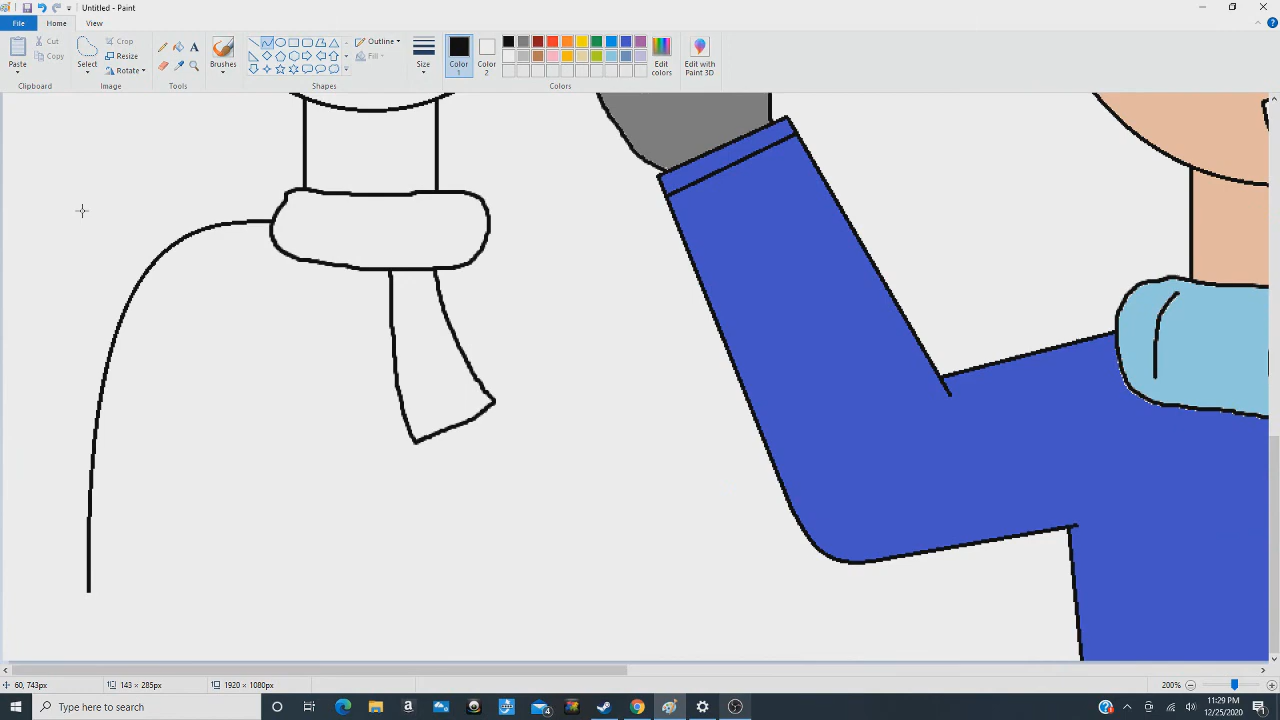 Untitled - Paint
File
Home
View
Paste
Cut
Copy
Clipboard
Select
Crop
Resize
Rotate
Image
A
Tools
Brushes
Outline
Fill
Shapes
Size
Color
1
Color
2
Edit
colors
Colors
Edit with
Paint 3D
60, 743px
143 × 285px
1920 × 1080px
200%
Type here to search
a
4
11:29 PM
12/25/2020